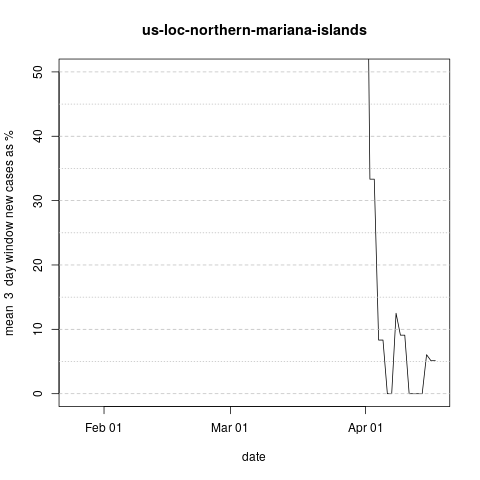 us-loc-northern-mariana-islands
mean  3  day window new cases as %
50
40
30
20
10
0
Feb 01
Mar 01
Apr 01
date